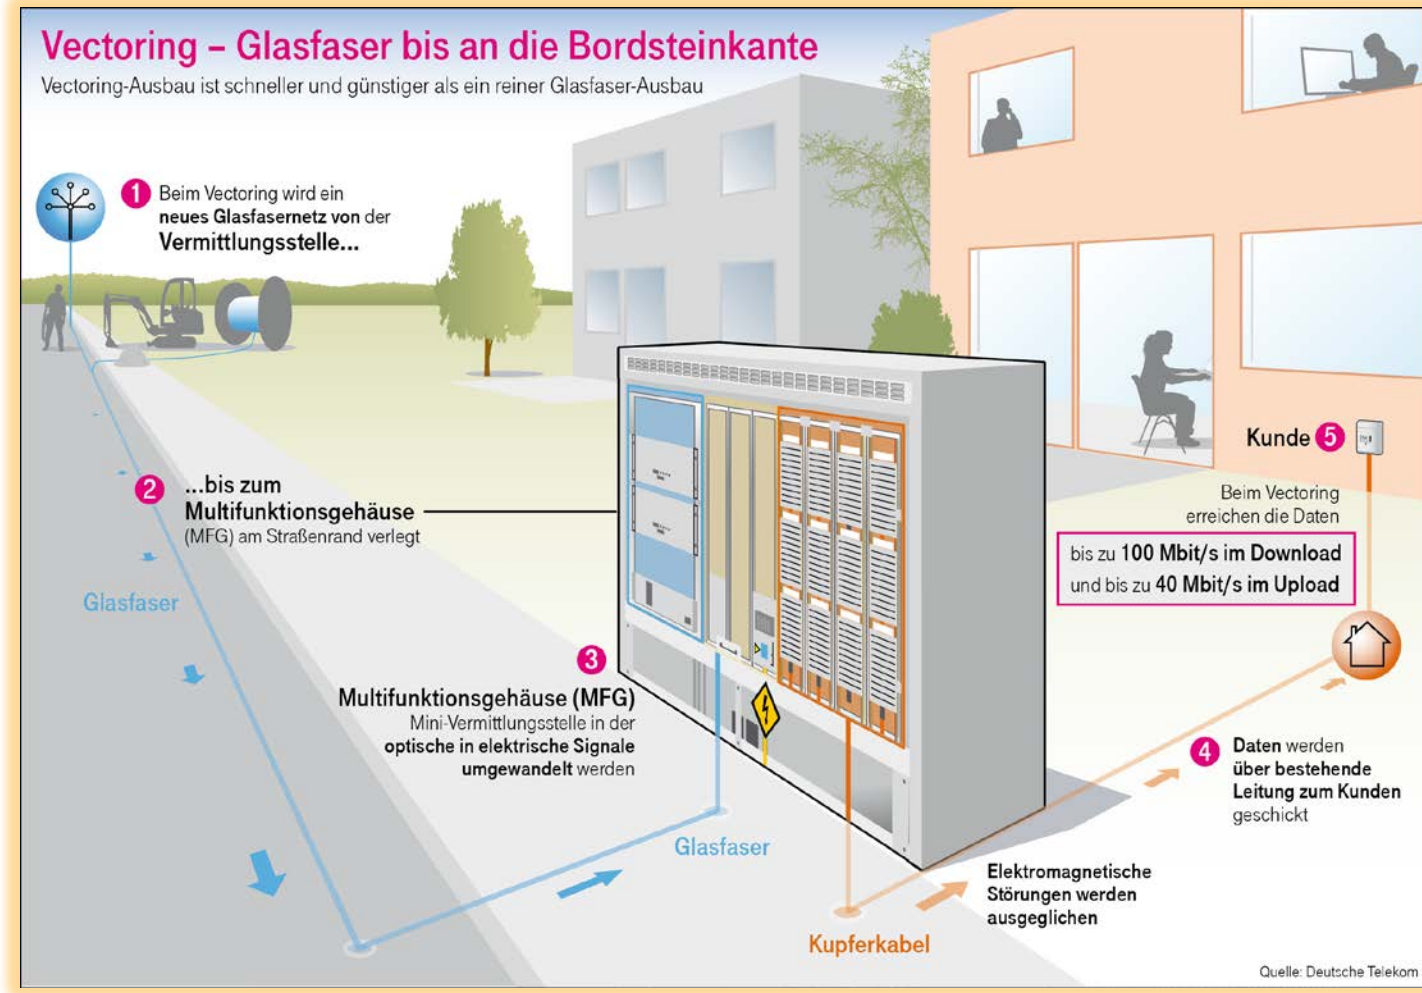 Vectoring – Glasfaser bis an die Bordsteinkante
Vectoring-Ausbau ist schneller und günstiger als ein reiner Glasfaser-Ausbau
1 Beim Vectoring wird ein
neues Glasfasernetz von der
Vermittlungsstelle...
2 ...bis zum
Multifunktionsgehäuse
(MFG) am Straßenrand verlegt
Glasfaser
3
Multifunktionsgehäuse (MFG)
Mini-Vermittlungsstelle in der
optische in elektrische Signale
umgewandelt werden
Glasfaser
Kupferkabel
Elektromagnetische
Störungen werden
ausgeglichen
4 Daten werden
über bestehende
Leitung zum Kunden
geschickt
Kunde 5
Beim Vectoring
erreichen die Daten
bis zu 100 Mbit/s im Download
und bis zu 40 Mbit/s im Upload
Quelle: Deutsche Telekom